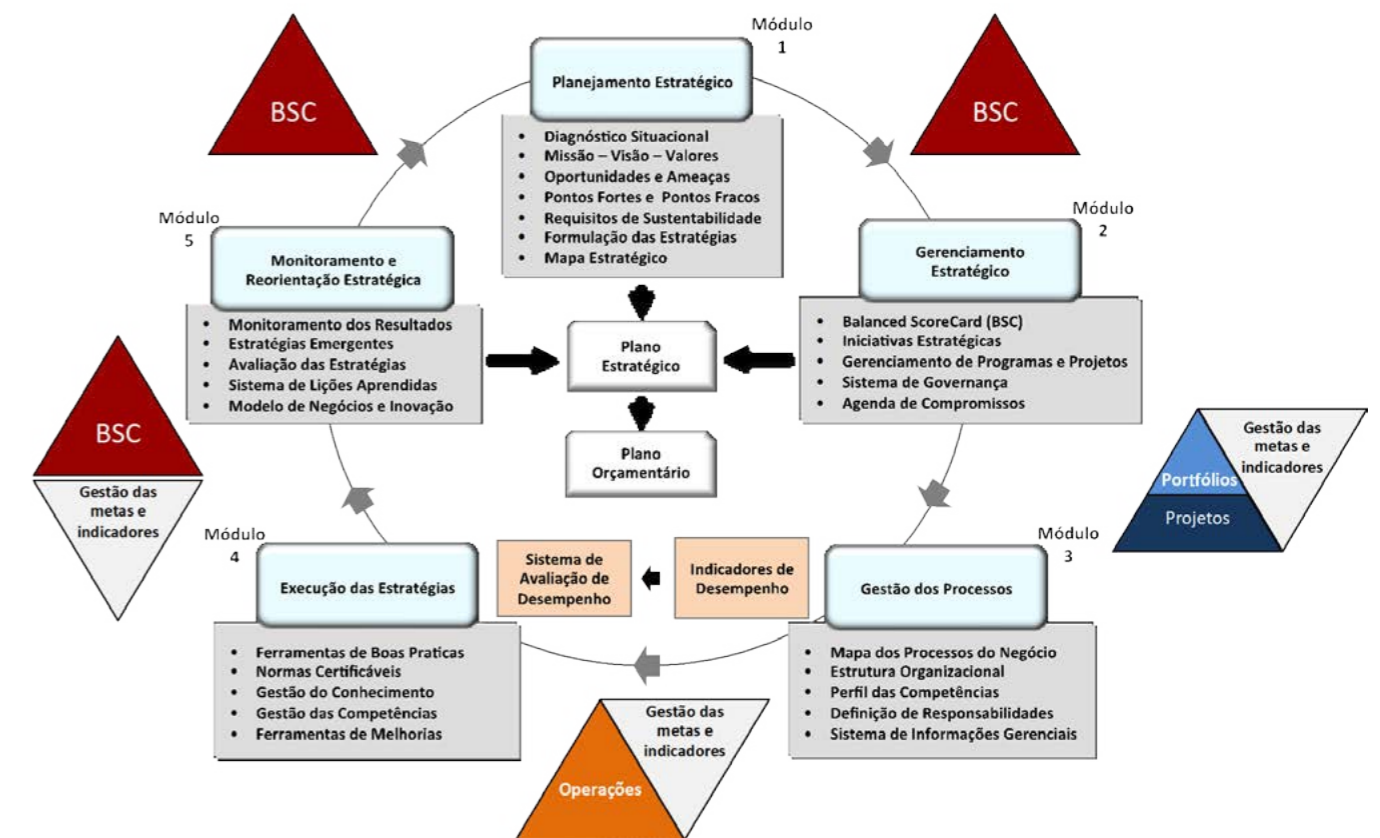 Módulo
1
Planejamento Estratégico
• Diagnóstico Situacional
• Missão – Visão – Valores
• Oportunidades e Ameaças
• Pontos Fortes e Pontos Fracos
• Requisitos de Sustentabilidade
• Formulação das Estratégias
• Mapa Estratégico
BSC
BSC
Módulo
2
Gerenciamento
Estratégico
• Balanced ScoreCard (BSC)
• Iniciativas Estratégicas
• Gerenciamento de Programas e Projetos
• Sistema de Governança
• Agenda de Compromissos
Módulo
5
Monitoramento e
Reorientação Estratégica
• Monitoramento dos Resultados
• Estratégias Emergentes
• Avaliação das Estratégias
• Sistema de Lições Aprendidas
• Modelo de Negócios e Inovação
Plano
Estratégico
Plano
Orçamentário
BSC
Gestão das
metas e
indicadores
Portfólios
Projetos
Gestão das
metas e
indicadores
Módulo
4
Execução das Estratégias
• Ferramentas de Boas Praticas
• Normas Certificáveis
• Gestão do Conhecimento
• Gestão das Competências
• Ferramentas de Melhorias
Sistema de
Avaliação de
Desempenho
Indicadores de
Desempenho
Módulo
3
Gestão dos Processos
• Mapa dos Processos do Negócio
• Estrutura Organizacional
• Perfil das Competências
• Definição de Responsabilidades
• Sistema de Informações Gerenciais
Operações
Gestão das
metas e
indicadores